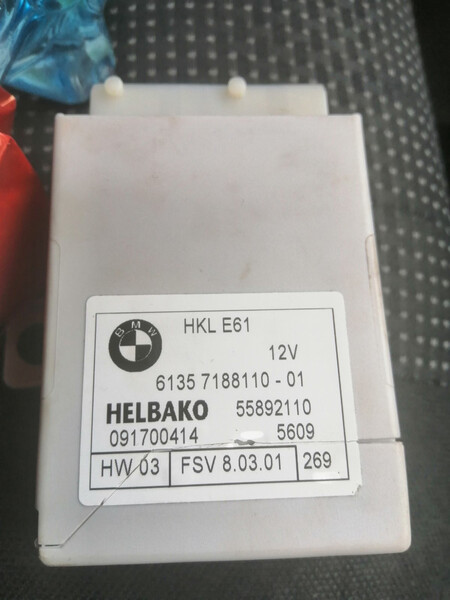 BMW
HKL E61
12V
6135 7188110 - 01
HELBAKO 55892110
091700414 5609
HW 03 FSV 8.03.01 269